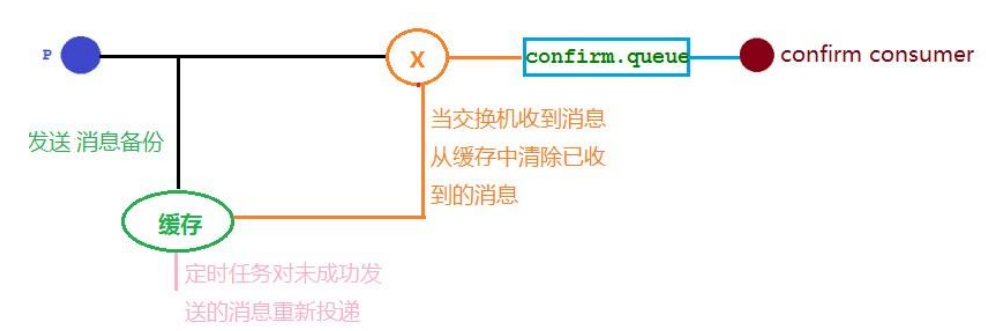 P
X
confirm.queue
confirm consumer
发送 消息备份
当交换机收到消息
从缓存中清除已收
到的消息
缓存
定时任务对未成功发
送的消息重新投递